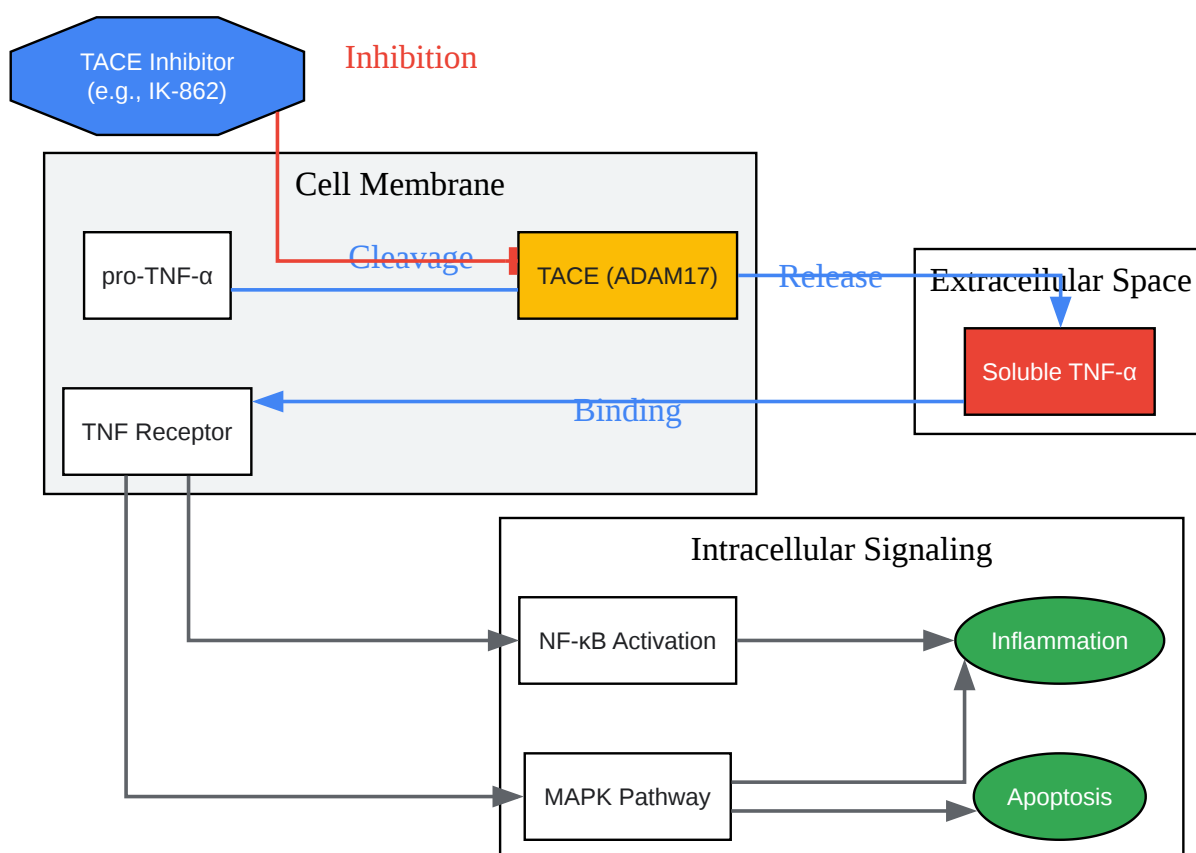 TACE Inhibitor
(e.g., IK-862)
Inhibition
Cell Membrane
pro-TNF-α
Cleavage
TACE (ADAM17)
Release
Extracellular Space
Soluble TNF-α
TNF Receptor
Binding
Intracellular Signaling
NF-κB Activation
Inflammation
MAPK Pathway
Apoptosis